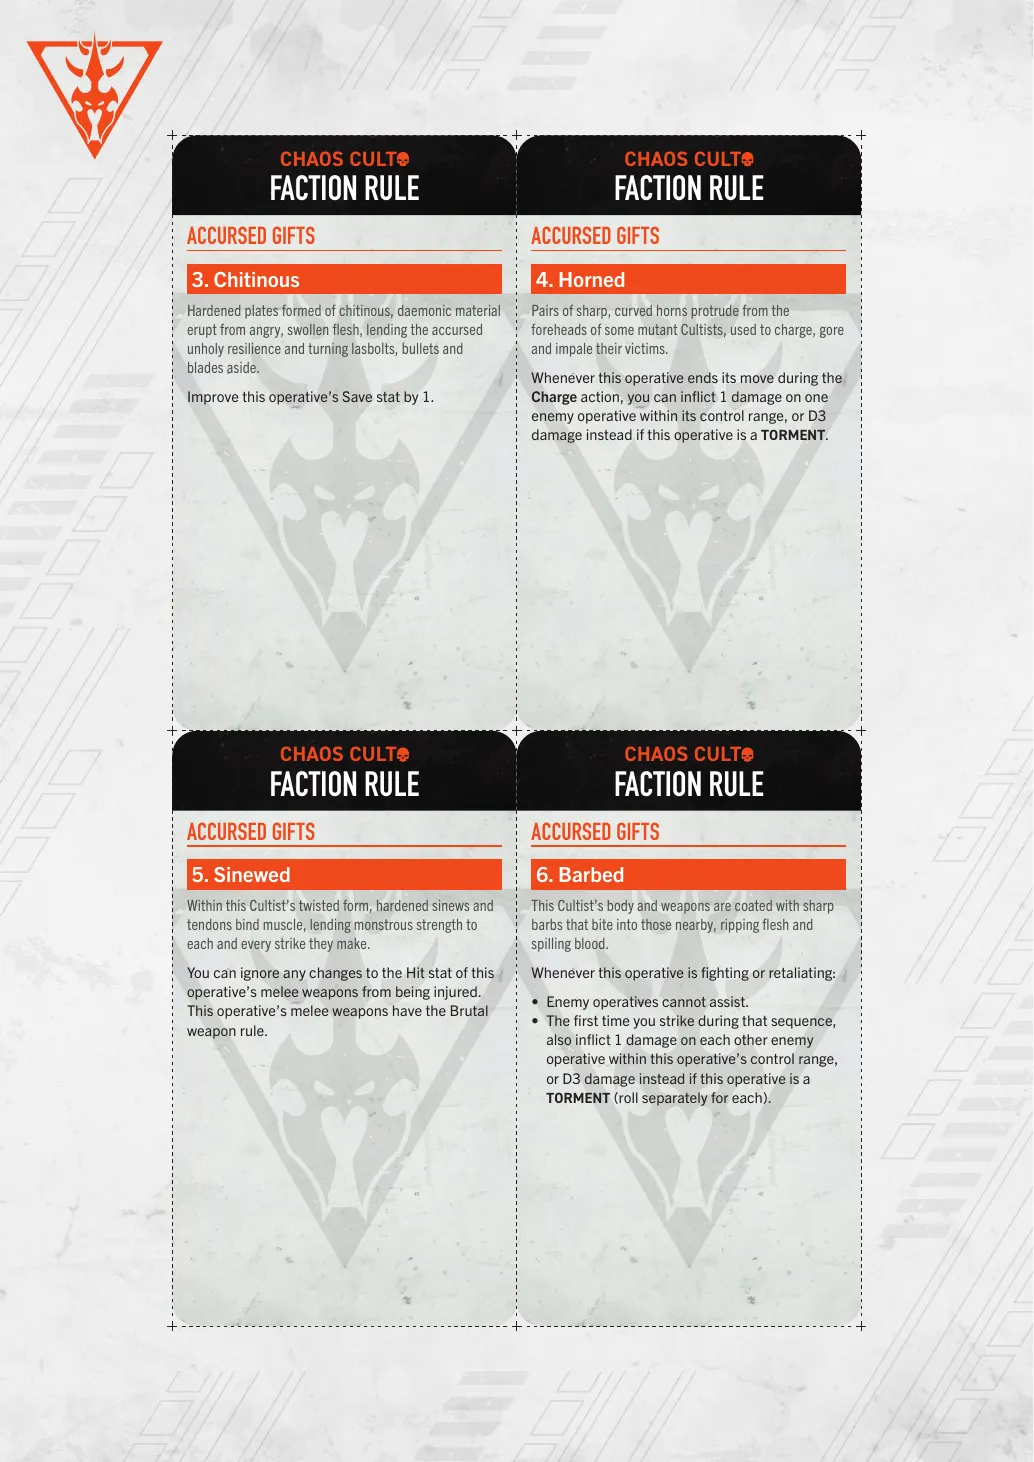 CHAOS CULT
FACTION RULE
ACCURSED GIFTS
3. Chitinous
Hardened plates formed of chitinous, daemonic material
erupt from angry, swollen flesh, lending the accursed
unholy resilience and turning lasbolts, bullets and
blades aside.
Improve this operative’s Save stat by 1.
CHAOS CULT
FACTION RULE
ACCURSED GIFTS
4. Horned
Pairs of sharp, curved horns protrude from the
foreheads of some mutant Cultists, used to charge, gore
and impale their victims.
Whenever this operative ends its move during the
Charge action, you can inflict 1 damage on one
enemy operative within its control range, or D3
damage instead if this operative is a TORMENT.
CHAOS CULT
FACTION RULE
ACCURSED GIFTS
5. Sinewed
Within this Cultist’s twisted form, hardened sinews and
tendons bind muscle, lending monstrous strength to
each and every strike they make.
You can ignore any changes to the Hit stat of this
operative’s melee weapons from being injured.
This operative’s melee weapons have the Brutal
weapon rule.
CHAOS CULT
FACTION RULE
ACCURSED GIFTS
6. Barbed
This Cultist’s body and weapons are coated with sharp
barbs that bite into those nearby, ripping flesh and
spilling blood.
Whenever this operative is fighting or retaliating:
• Enemy operatives cannot assist.
• The first time you strike during that sequence,
also inflict 1 damage on each other enemy
operative within this operative’s control range,
or D3 damage instead if this operative is a
TORMENT (roll separately for each).